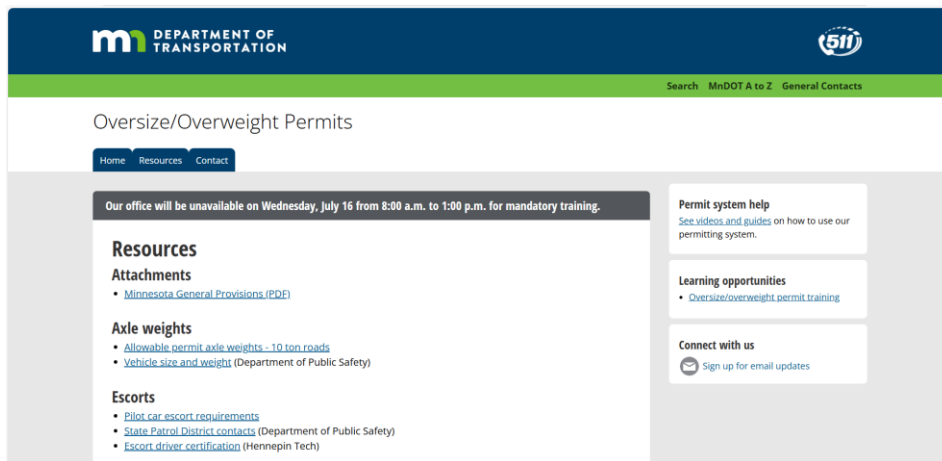 mn DEPARTMENT OF
TRANSPORTATION
511
Search MnDOT A to Z General Contacts
Oversize/Overweight Permits
Home Resources Contact
Our office will be unavailable on Wednesday, July 16 from 8:00 a.m. to 1:00 p.m. for mandatory training.
Resources
Attachments
• Minnesota General Provisions (PDF)
Axle weights
• Allowable permit axle weights - 10 ton roads
• Vehicle size and weight (Department of Public Safety)
Escorts
• Pilot car escort requirements
• State Patrol District contacts (Department of Public Safety)
• Escort driver certification (Hennepin Tech)
Permit system help
See videos and guides on how to use our
permitting system.
Learning opportunities
• Oversize/overweight permit training
Connect with us
Sign up for email updates